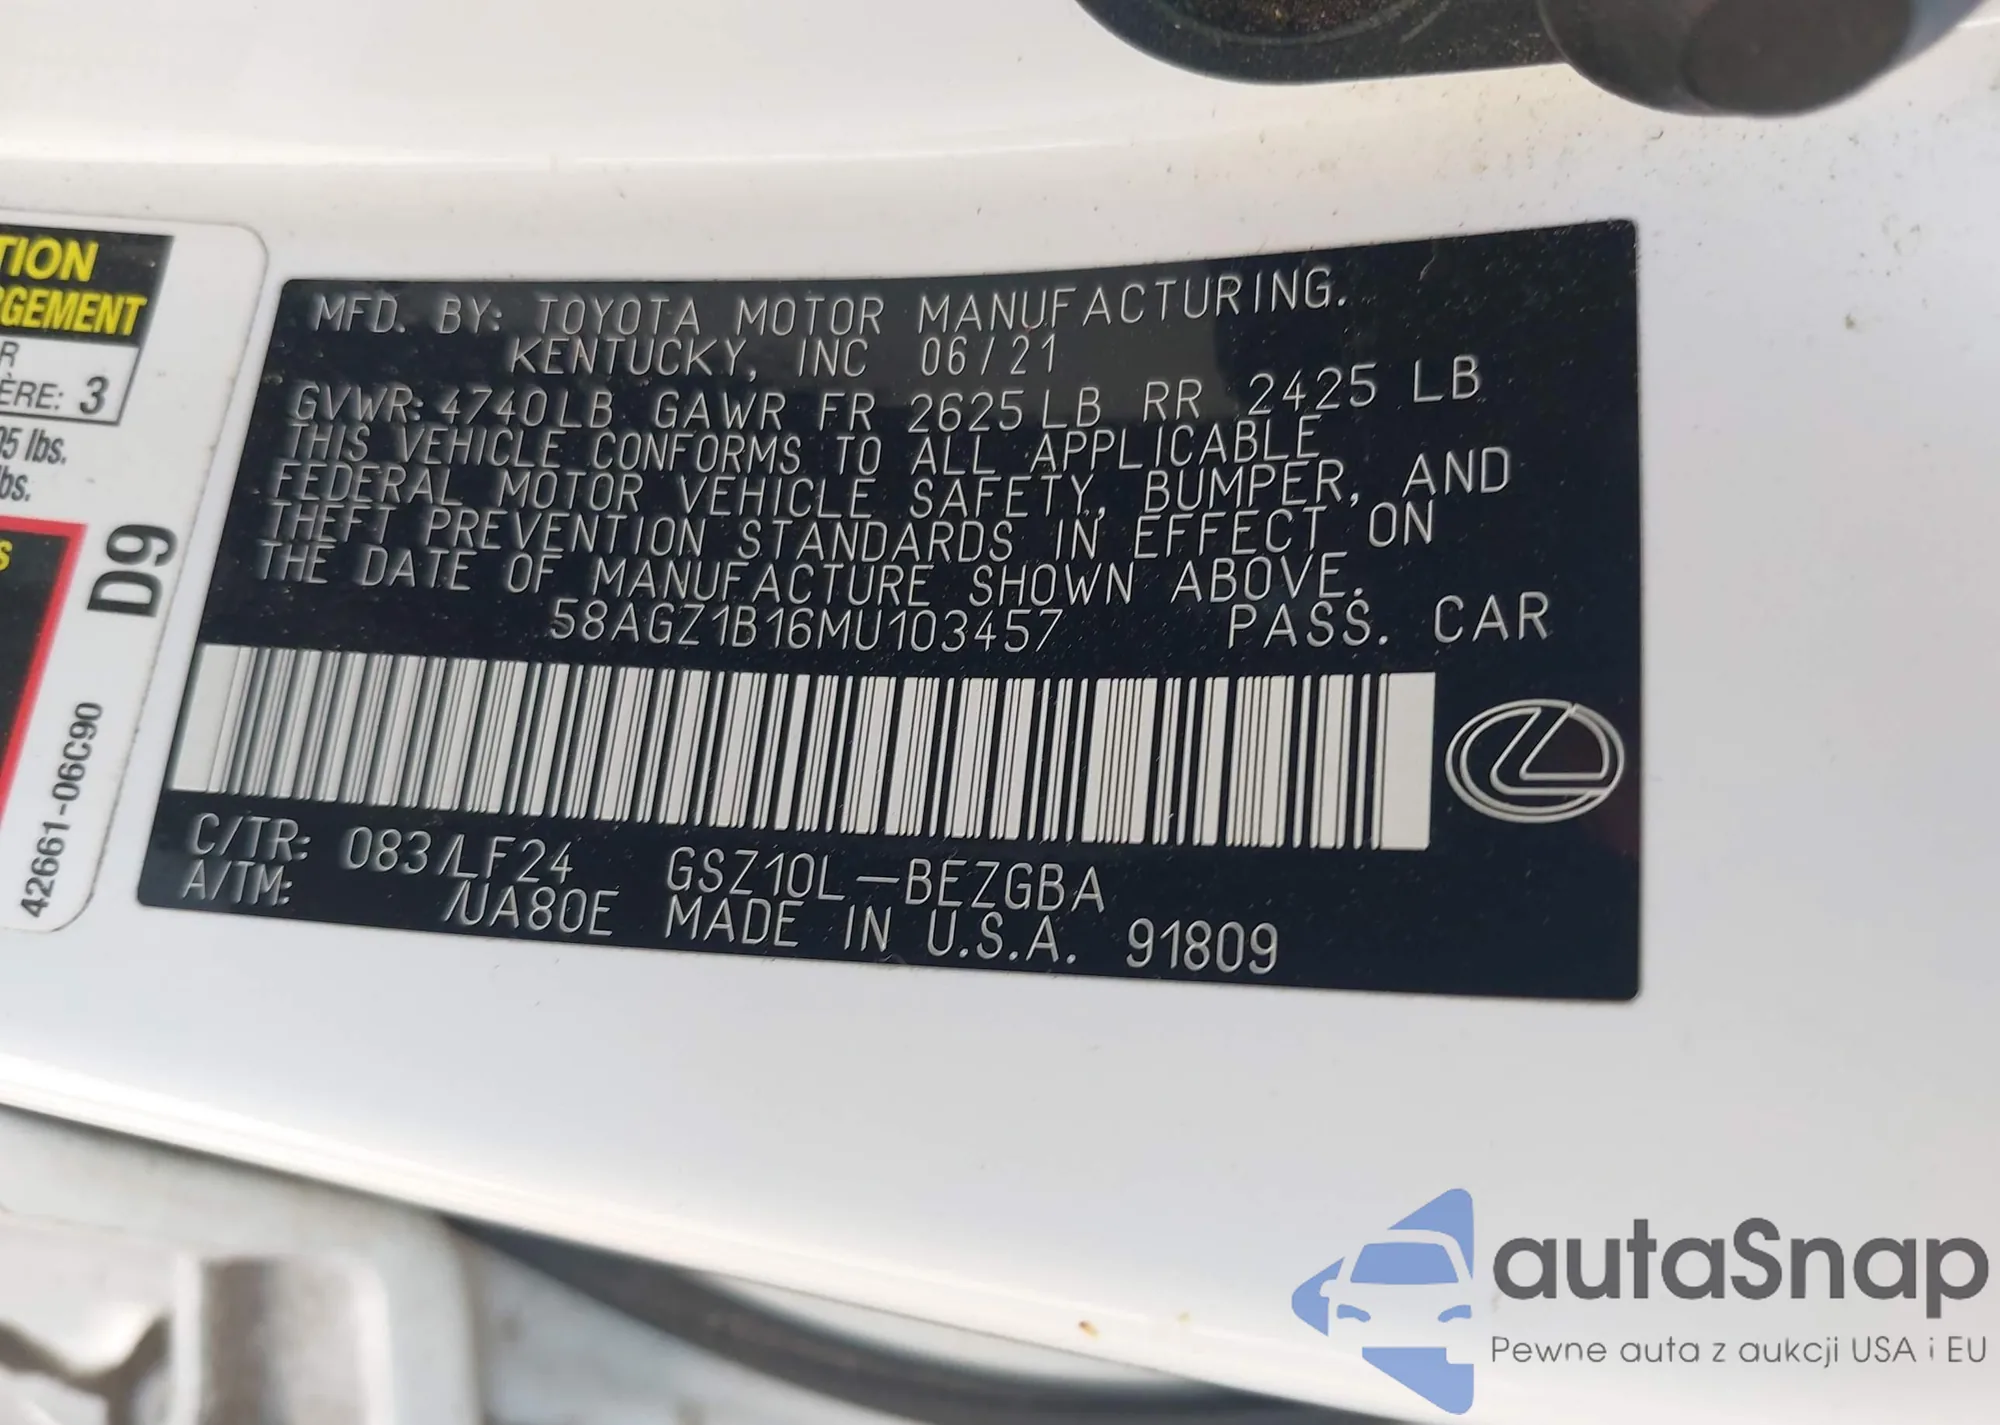 TION
RGEMENT
R
ÈRE: 3
05 lbs.
lbs.
S
D9
42661-06C90
MFD. BY: TOYOTA MOTOR MANUFACTURING.
KENTUCKY, INC 06/21
GVWR: 4740LB GAWR FR 2625LB RR 2425 LB
THIS VEHICLE CONFORMS TO ALL APPLICABLE
FEDERAL MOTOR VEHICLE SAFETY, BUMPER, AND
THEFT PREVENTION STANDARDS IN EFFECT ON
THE DATE OF MANUFACTURE SHOWN ABOVE.
58AGZ1B16MU103457 PASS. CAR
C/TR: 083/LF24 GSZ10L-BEZGBA
A/TM: /UA80E MADE IN U.S.A. 91809
autaSnap
Pewne auta z aukcji USA i EU